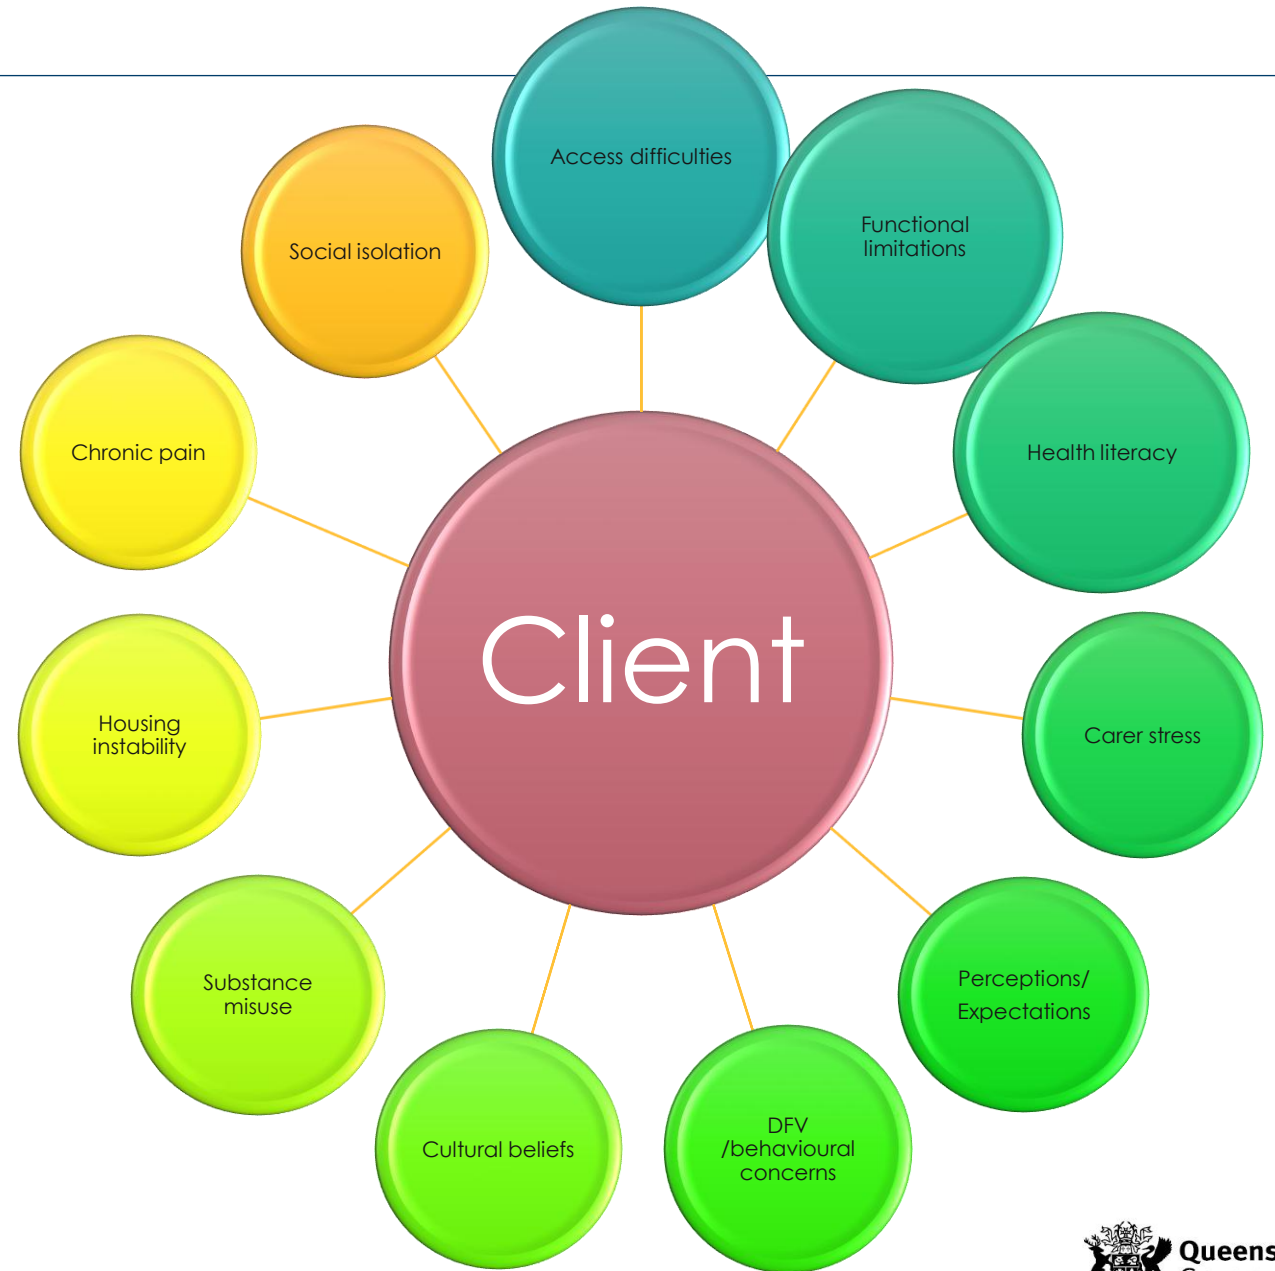 Access difficulties
Functional
limitations
Health literacy
Carer stress
Perceptions/
Expectations
DFV
/behavioural
concerns
Cultural beliefs
Substance
misuse
Housing
instability
Chronic pain
Social isolation
Client